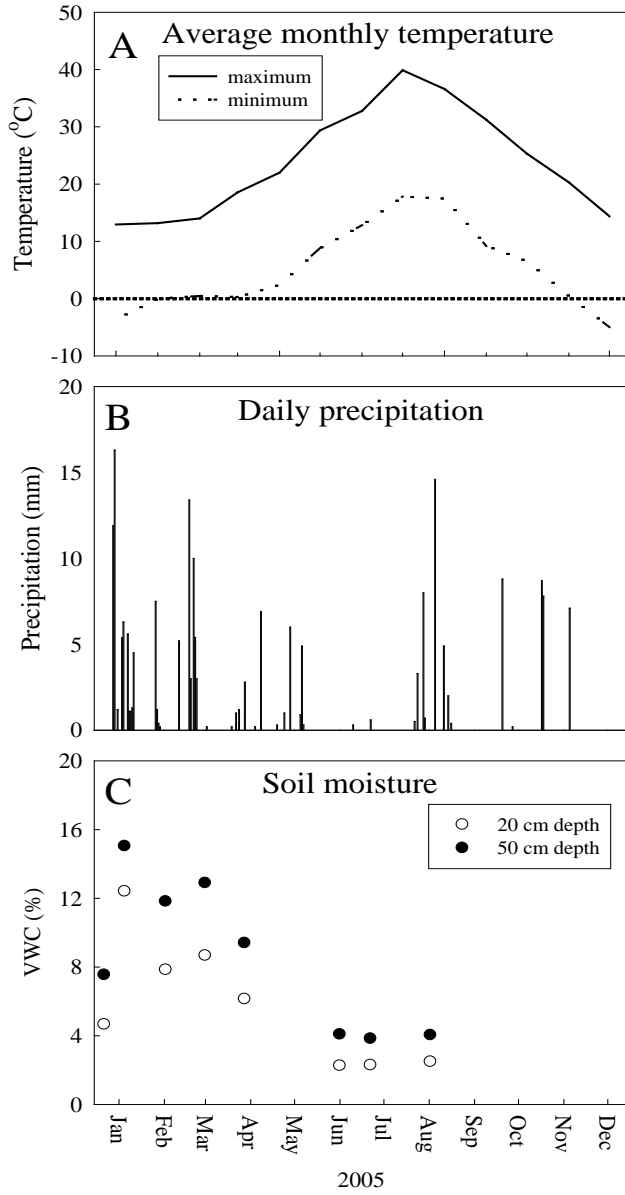 A
Average monthly temperature
maximum
minimum
Temperature (°C)
50
40
30
20
10
0
-10
B
Daily precipitation
Precipitation (mm)
20
15
10
5
0
C
Soil moisture
20 cm depth
50 cm depth
VWC (%)
20
16
12
8
4
0
Jan
Feb
Mar
Apr
May
Jun
Jul
Aug
Sep
Oct
Nov
Dec
2005